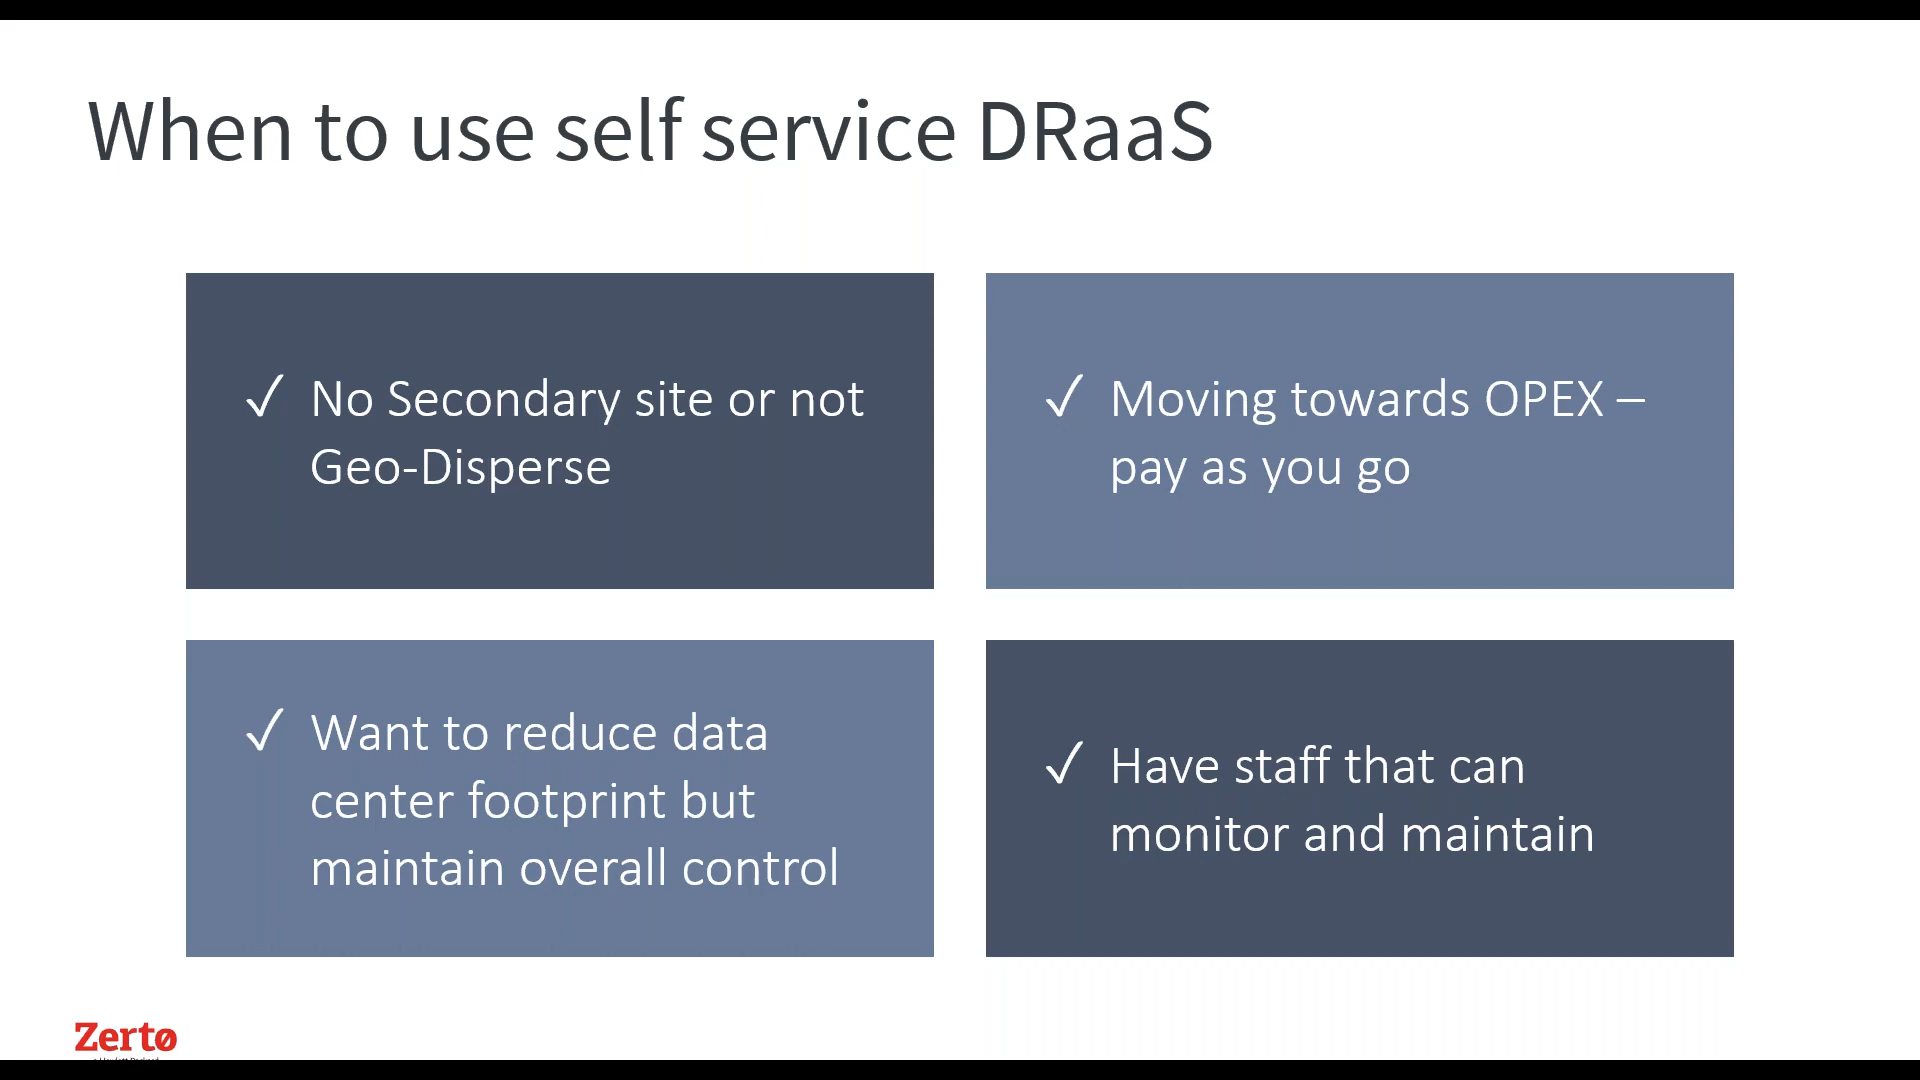 When to use self service DRaaS
✓ No Secondary site or not
Geo-Disperse
✓ Moving towards OPEX –
pay as you go
✓ Want to reduce data
center footprint but
maintain overall control
✓ Have staff that can
monitor and maintain
Zerto